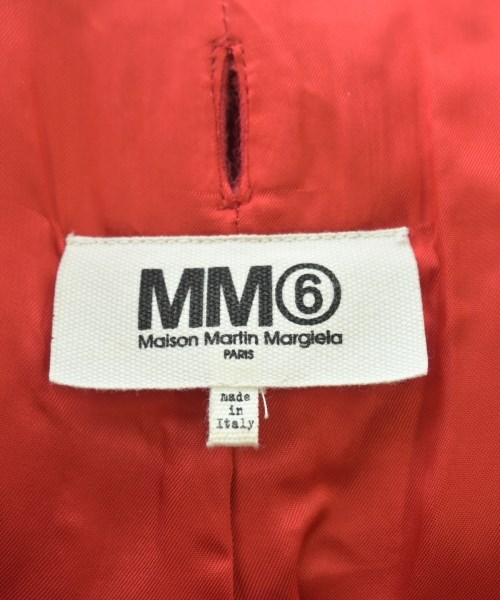 MM⑥
Maison Martin Margiela
PARIS
made
in
Italy